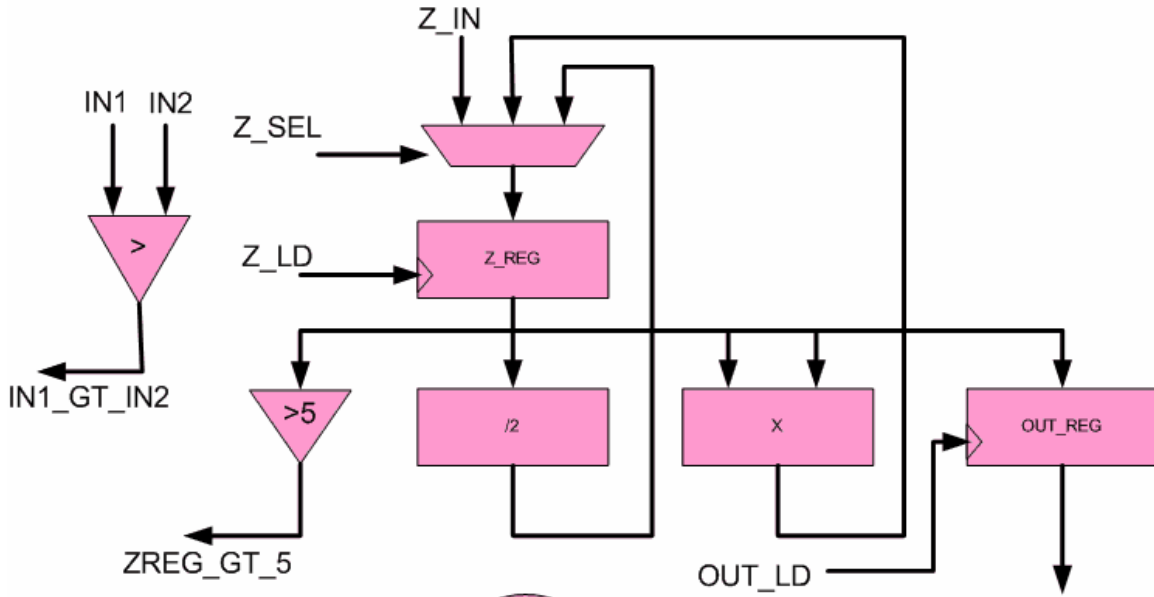 Z_IN
IN1 IN2
Z_SEL
>
Z_LD
Z_REG
IN1_GT_IN2
>5
/2
X
OUT_REG
ZREG_GT_5
OUT_LD